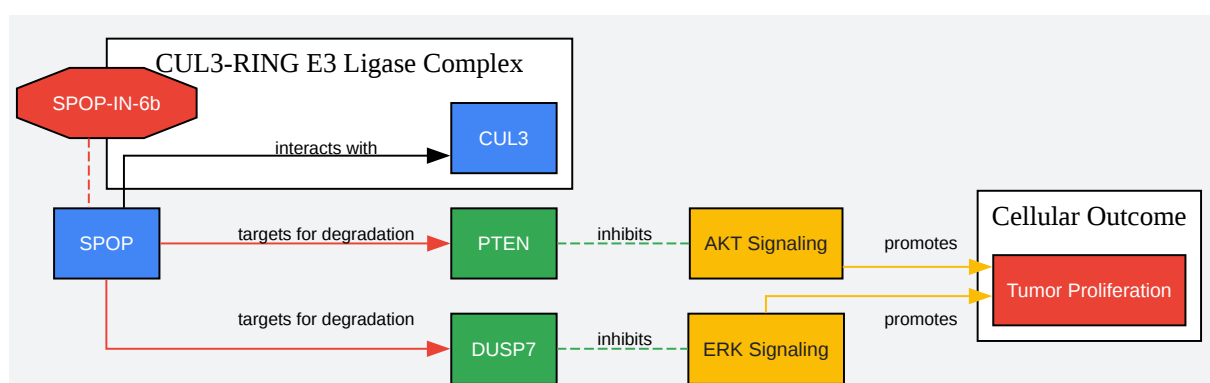 CUL3-RING E3 Ligase Complex
SPOP-IN-6b
CUL3
interacts with
SPOP
targets for degradation
PTEN
inhibits
AKT Signaling
promotes
Cellular Outcome
Tumor Proliferation
targets for degradation
DUSP7
inhibits
ERK Signaling
promotes